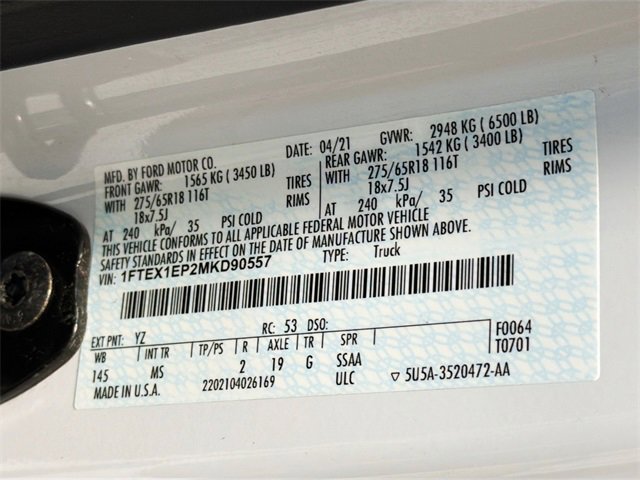 MFD. BY FORD MOTOR CO. DATE: 04/21 GVWR: 2948 KG ( 6500 LB)
FRONT GAWR: 1565 KG ( 3450 LB) REAR GAWR: 1542 KG ( 3400 LB)
WITH 275/65R18 116T TIRES WITH 275/65R18 116T TIRES
18x7.5J RIMS 18x7.5J RIMS
AT 240 kPa/ 35 PSI COLD AT 240 kPa/ 35 PSI COLD
THIS VEHICLE CONFORMS TO ALL APPLICABLE FEDERAL MOTOR VEHICLE
SAFETY STANDARDS IN EFFECT ON THE DATE OF MANUFACTURE SHOWN ABOVE.
VIN: 1FTEX1EP2MKD90557 TYPE: Truck
EXT PNT: YZ RC: 53 DSO: F0064
WB INT TR TP/PS R AXLE TR SPR T0701
145 MS 2 19 G SSAA
MADE IN U.S.A. 2202104026169 ULC ▽ 5U5A-3520472-AA